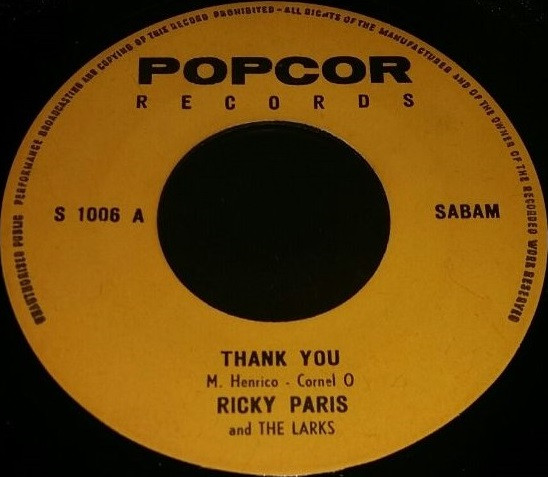 UNAUTHORISED PUBLIC PERFORMANCE BROADCASTING AND COPYING OF THIS RECORD PROHIBITED - ALL RIGHTS OF THE MANUFACTURER AND OF THE OWNER OF THE RECORDED WORK RESERVED
POPCOR
RECORDS
S 1006 A
SABAM
THANK YOU
M. Henrico - Cornel O
RICKY PARIS
and THE LARKS